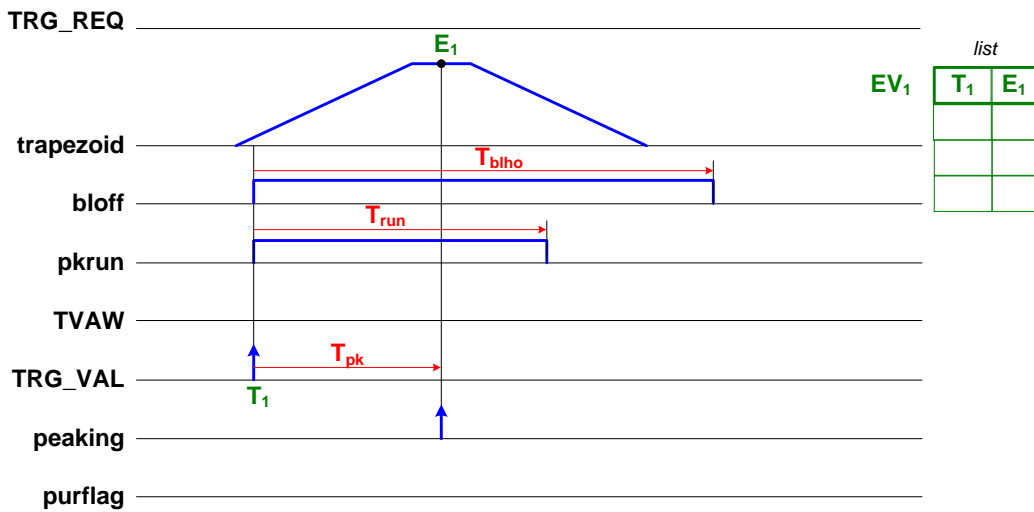 TRG_REQ
E1
list
EV1 T1 E1
trapezoid
Tblho
bloff
Trun
pkrun
TVAW
Tpk
TRG_VAL
T1
peaking
purflag